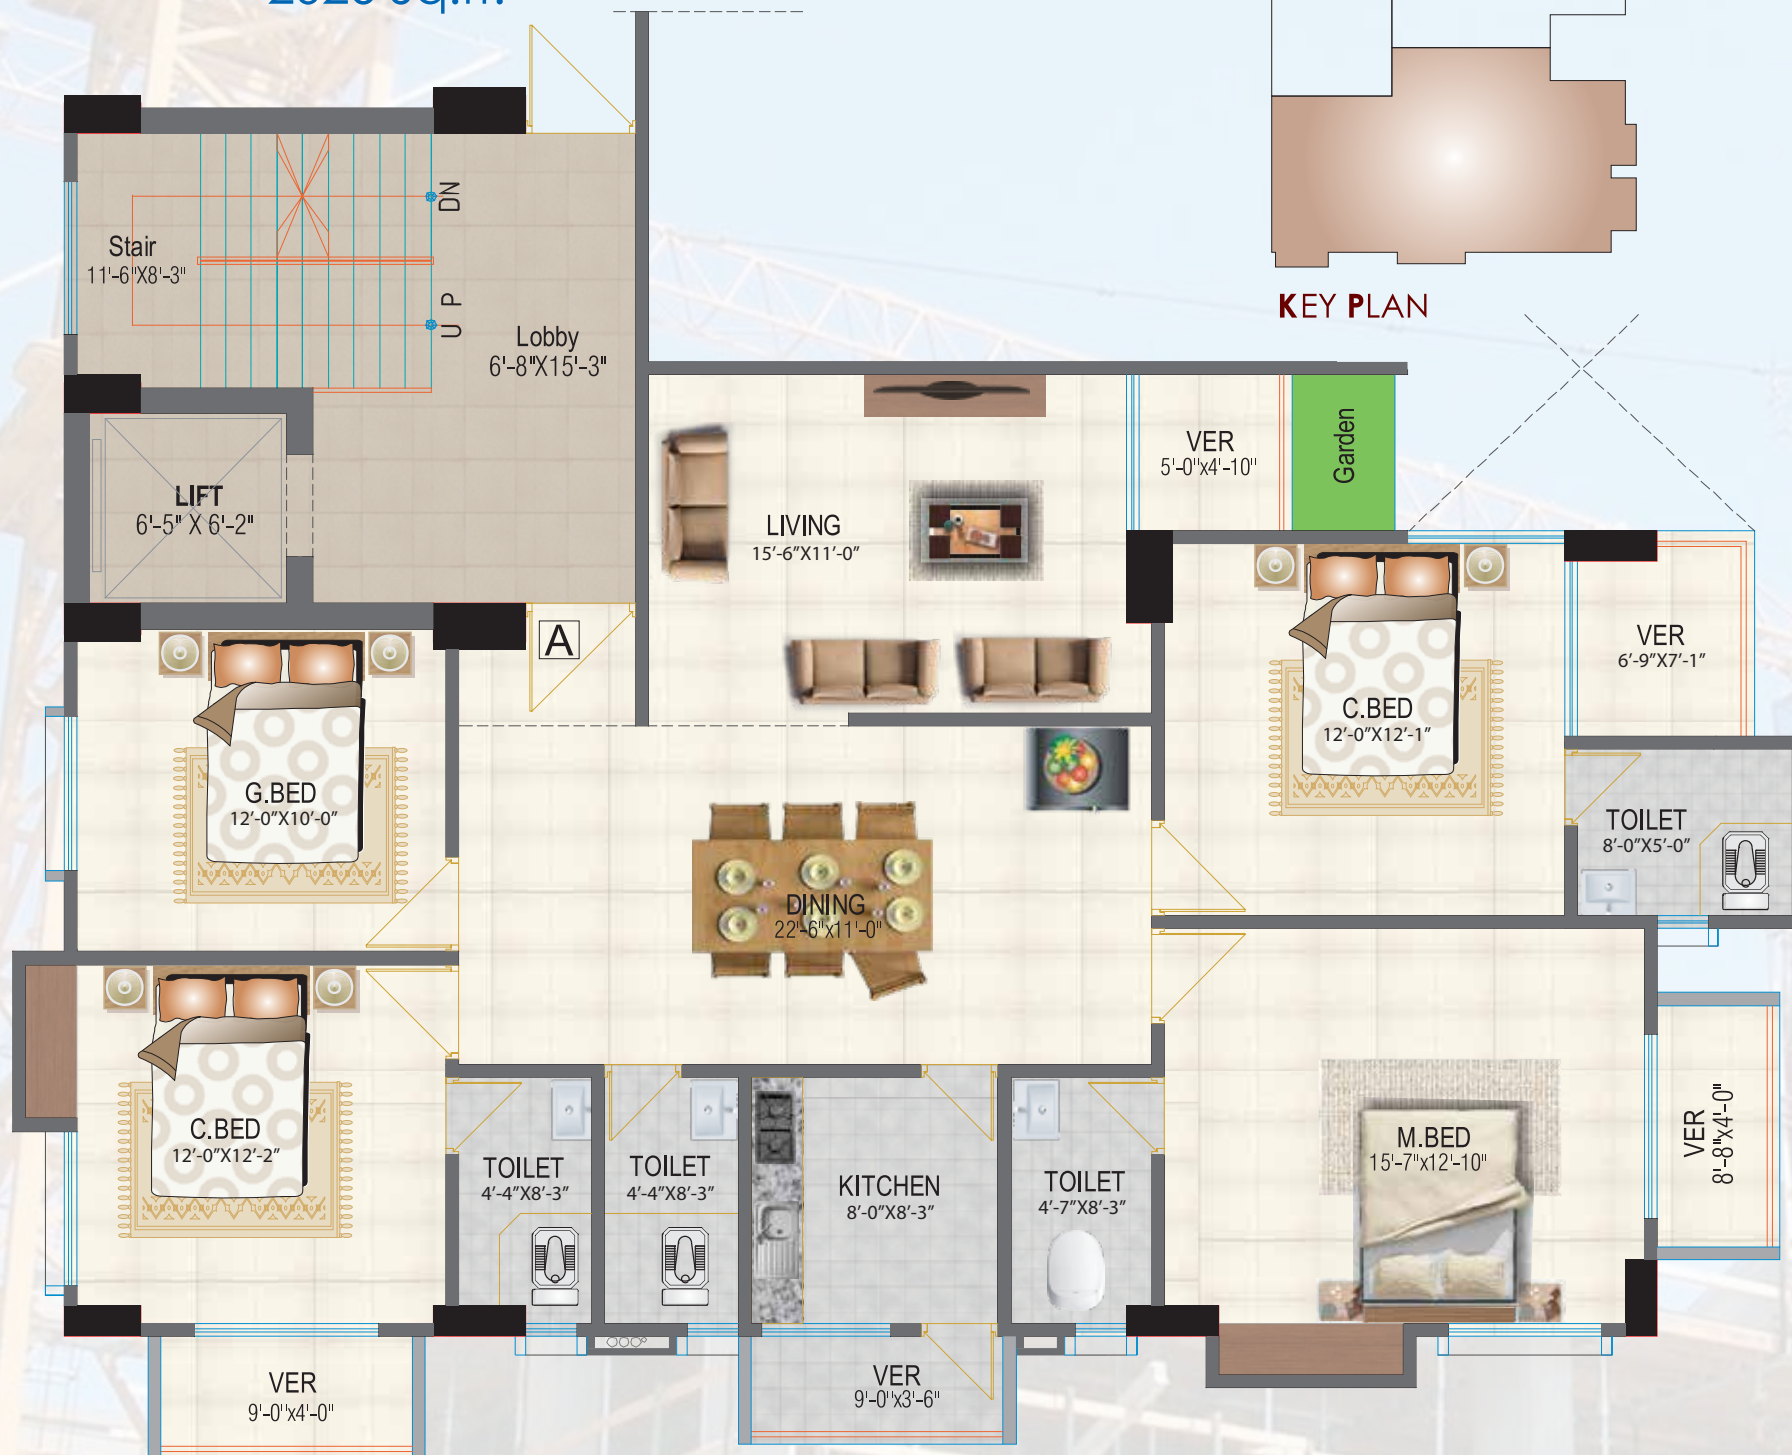 KEY PLAN
DN
Stair
11'-6"X8'-3"
U P
Lobby
6'-8"X15'-3"
LIFT
6'-5" X 6'-2"
A
LIVING
15'-6"X11'-0"
VER
5'-0"x4'-10"
Garden
C.BED
12'-0"X12'-1"
VER
6'-9"X7'-1"
TOILET
8'-0"X5'-0"
G.BED
12'-0"X10'-0"
DINING
22'-6"x11'-0"
C.BED
12'-0"X12'-2"
TOILET
4'-4"X8'-3"
TOILET
4'-4"X8'-3"
KITCHEN
8'-0"X8'-3"
TOILET
4'-7"X8'-3"
M.BED
15'-7"x12'-10"
VER
8'-8"x4'-0"
VER
9'-0"x4'-0"
VER
9'-0"x3'-6"